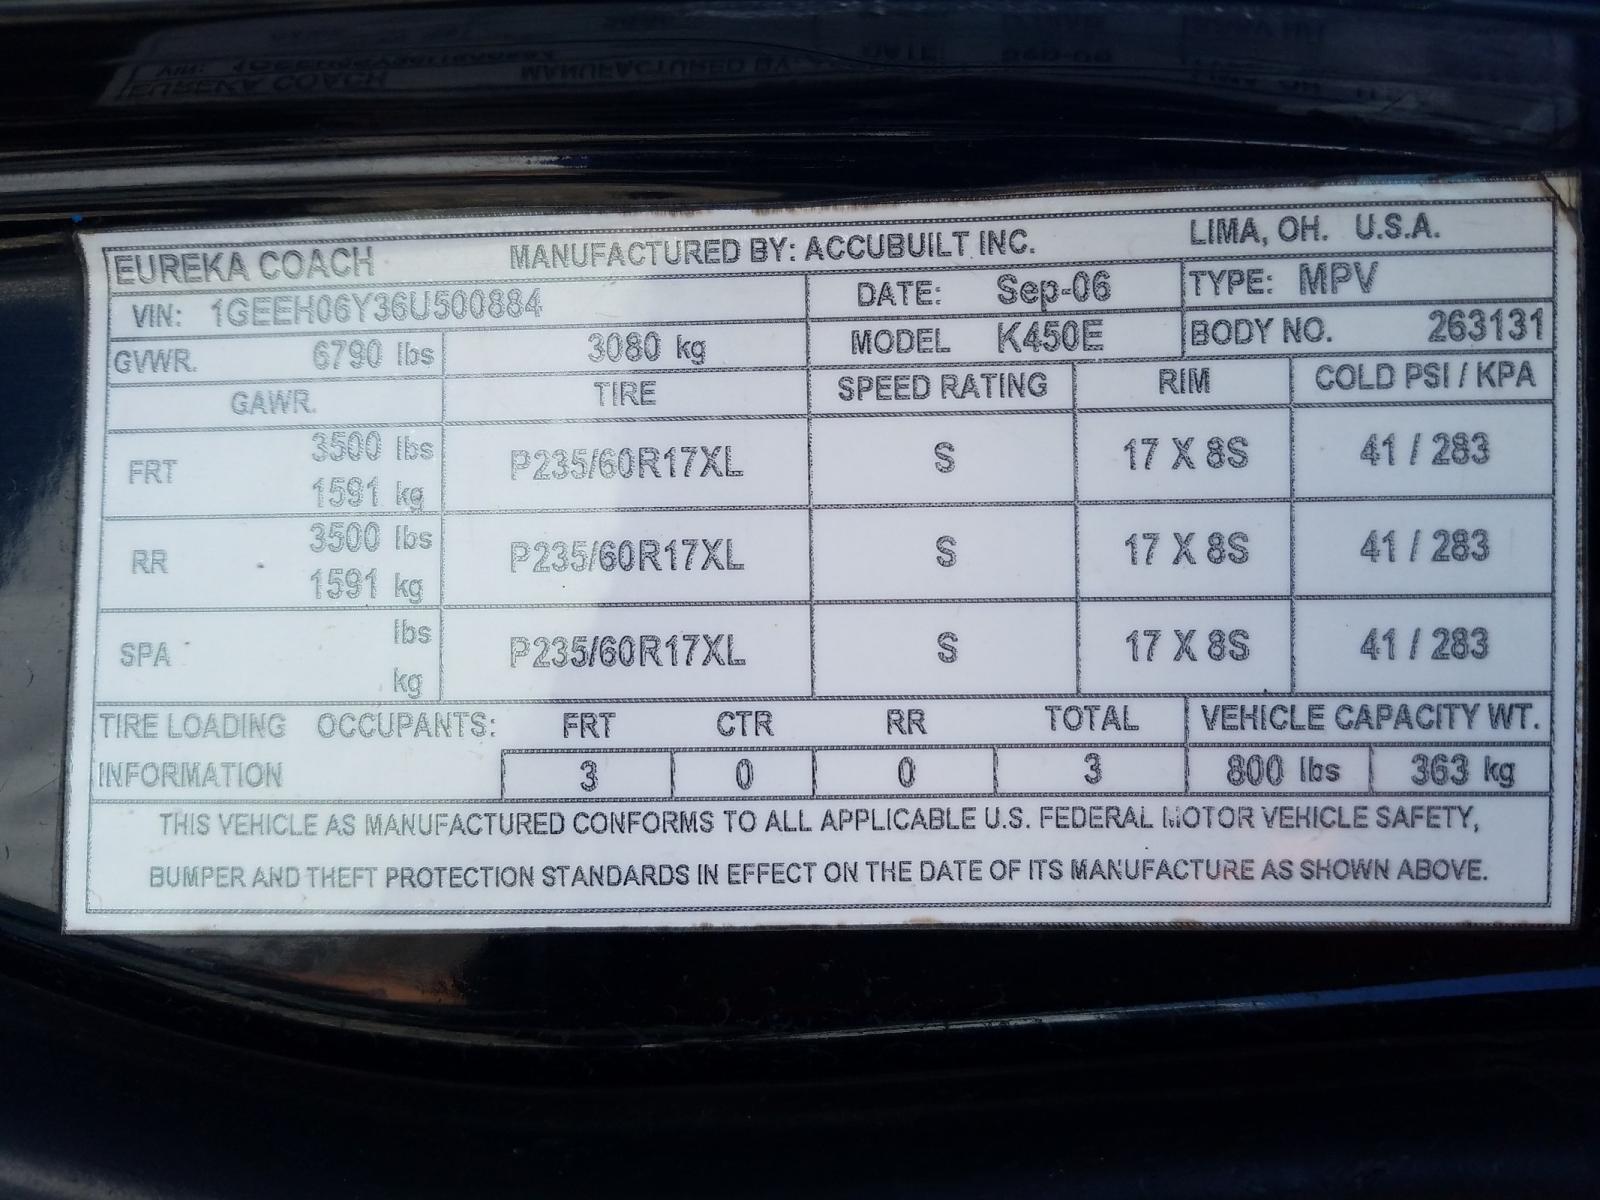 EUREKA COACH MANUFACTURED BY: ACCUBUILT INC. LIMA, OH. U.S.A.
VIN: 1GEEH06Y36U500884 DATE: Sep-06 TYPE: MPV
GVWR. 6790 lbs 3080 kg MODEL K450E BODY NO. 263131
GAWR. TIRE SPEED RATING RIM COLD PSI / KPA
FRT 3500 lbs 1591 kg P235/60R17XL S 17 X 8S 41 / 283
RR 3500 lbs 1591 kg P235/60R17XL S 17 X 8S 41 / 283
SPA lbs kg P235/60R17XL S 17 X 8S 41 / 283
TIRE LOADING OCCUPANTS: FRT CTR RR TOTAL VEHICLE CAPACITY WT.
INFORMATION 3 0 0 3 800 lbs 363 kg
THIS VEHICLE AS MANUFACTURED CONFORMS TO ALL APPLICABLE U.S. FEDERAL MOTOR VEHICLE SAFETY,
BUMPER AND THEFT PROTECTION STANDARDS IN EFFECT ON THE DATE OF ITS MANUFACTURE AS SHOWN ABOVE.